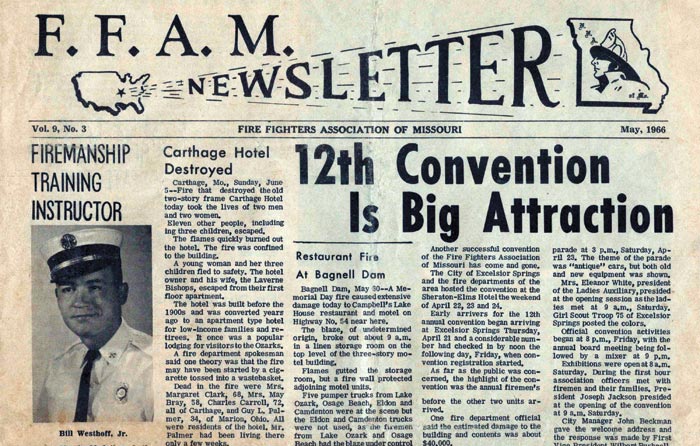 F. F. A. M.
NEWSLETTER
Vol. 9, No. 3
FIRE FIGHTERS ASSOCIATION OF MISSOURI
May, 1966
FIREMANSHIP
TRAINING
INSTRUCTOR
Bill Westhoff, Jr.
Carthage Hotel
Destroyed
Carthage, Mo., Sunday, June
5—Fire that destroyed the old
two-story frame Carthage Hotel
today took the lives of two men
and two women.
Eleven other people, includ-
ing three children, escaped.
The flames quickly burned out
the hotel. The fire was confined
to the building.
A young woman and her three
children fled to safety. The hotel
owner and his wife, the Laverne
Bishops, escaped from their first
floor apartment.
The hotel was built before the
1900s and was converted years
ago to an apartment type hotel
for low-income families and re-
tirees. It once was a popular
lodging for visitors to the Ozarks.
A fire department spokesman
said one theory was that the fire
may have been started by a cig-
arette tossed into a wastebasket.
Dead in the fire were Mrs.
Margaret Clark, 68, Mrs. May
Bray, 58, Charles Carroll, 72,
all of Carthage, and Guy L. Pal-
mer, 34, of Marion, Ohio. All
were residents of the hotel. Mr.
Palmer had been living there
only a few weeks.
12th Convention
Is Big Attraction
Restaurant Fire
At Bagnell Dam
Bagnell Dam, May 30—A Me-
morial Day fire caused extensive
damage today to Campbell's Lake
House restaurant and motel on
Highway No. 54 near here.
The blaze, of undetermined
origin, broke out about 9 a.m.
in a linen storage room on the
top level of the three-story mo-
tel building.
Flames gutted the storage
room, but a fire wall protected
adjoining motel units.
Five pumper trucks from Lake
Ozark, Osage Beach, Eldon and
Camdenton were at the scene but
the Eldon and Camdenton trucks
were not used, as the firemen
from Lake Ozark and Osage
Beach had the blaze under control
Another successful convention
of the Fire Fighters Association
of Missouri has come and gone.
The City of Excelsior Springs
and the fire departments of the
area hosted the convention at the
Sheraton-Elms Hotel the weekend
of April 22, 23 and 24.
Early arrivers for the 12th
annual convention began arriving
at Excelsior Springs Thursday,
April 21 and a considerable num-
ber had checked in by noon the
following day, Friday, when con-
vention registration started.
As far as the public was con-
cerned, the highlight of the con-
vention was the annual firemen's
before the other two units ar-
rived.
One fire department official
said the estimated damage to the
building and contents was about
$40,000.
parade at 3 p.m., Saturday, Ap-
ril 23. The theme of the parade
was "antique" cars, but both old
and new equipment was shown.
Mrs. Eleanor White, president
of the Ladies Auxiliary, presided
at the opening session as the lad-
ies met at 9 a.m., Saturday.
Girl Scout Troop 75 of Excelsior
Springs posted the colors.
Official convention activities
began at 8 p.m., Friday, with the
annual board meeting being fol-
lowed by a mixer at 9 p.m.
Exhibitions were open at 8 a.m.,
Saturday. During the first hour
association officers met with
firemen and their families. Pres-
ident Joseph Jackson presided
at the opening of the convention
at 9 a.m., Saturday.
City Manager John Beckman
gave the welcome address and
the response was made by First